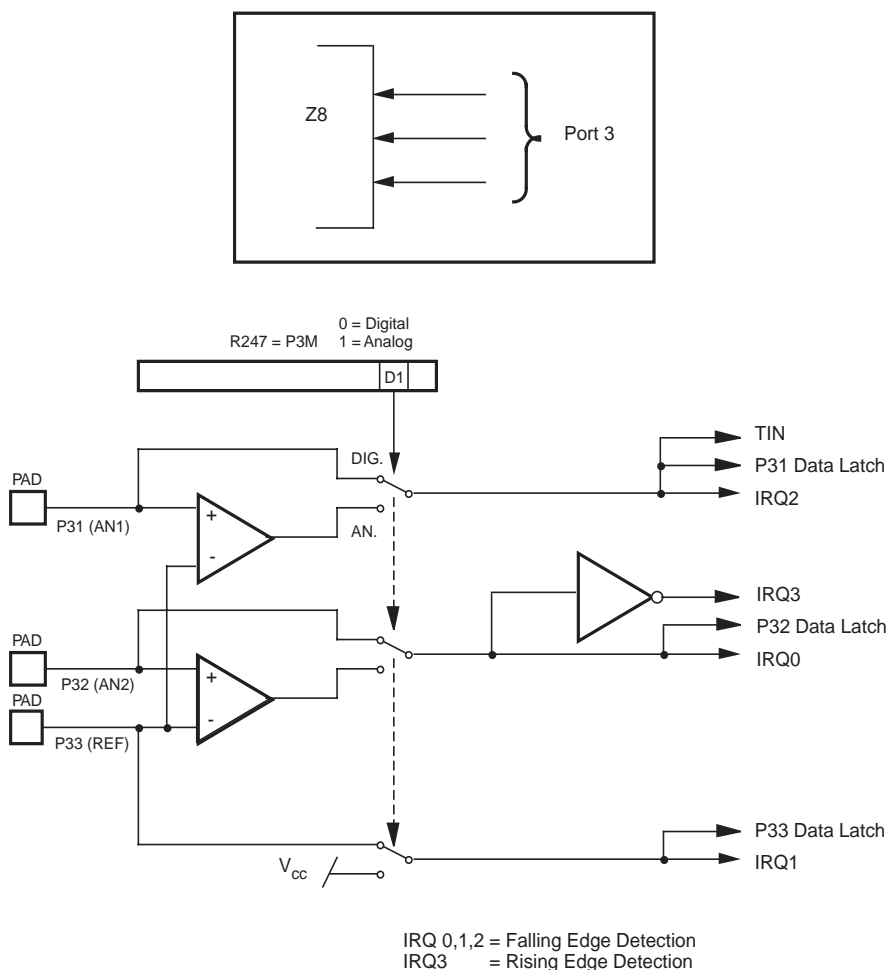 Z8
Port 3
0 = Digital
R247 = P3M 1 = Analog
D1
TIN
DIG.
P31 Data Latch
PAD
IRQ2
P31 (AN1)
+
AN.
-
IRQ3
P32 Data Latch
PAD
IRQ0
+
P32 (AN2)
PAD
-
P33 (REF)
P33 Data Latch
Vcc
IRQ1
IRQ 0,1,2 = Falling Edge Detection
IRQ3 = Rising Edge Detection